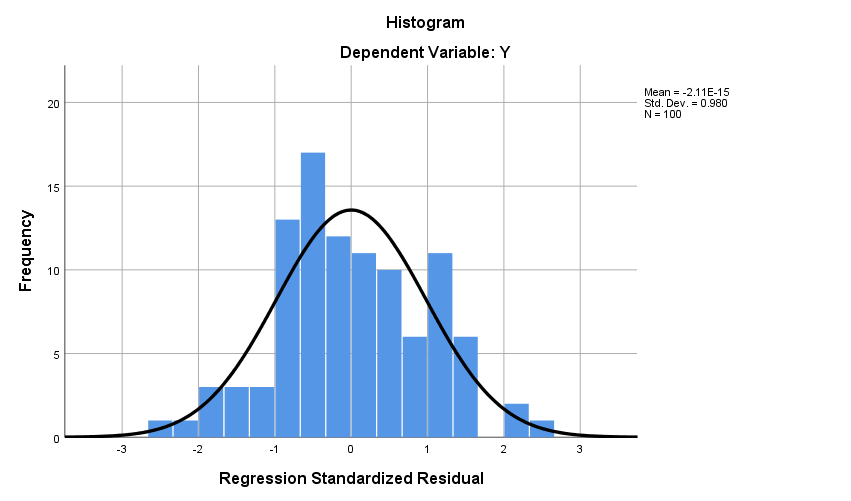 Histogram
Dependent Variable: Y
Mean = -2.11E-15
Std. Dev. = 0.980
N = 100
Frequency
20
15
10
5
0
-3 -2 -1 0 1 2 3
Regression Standardized Residual